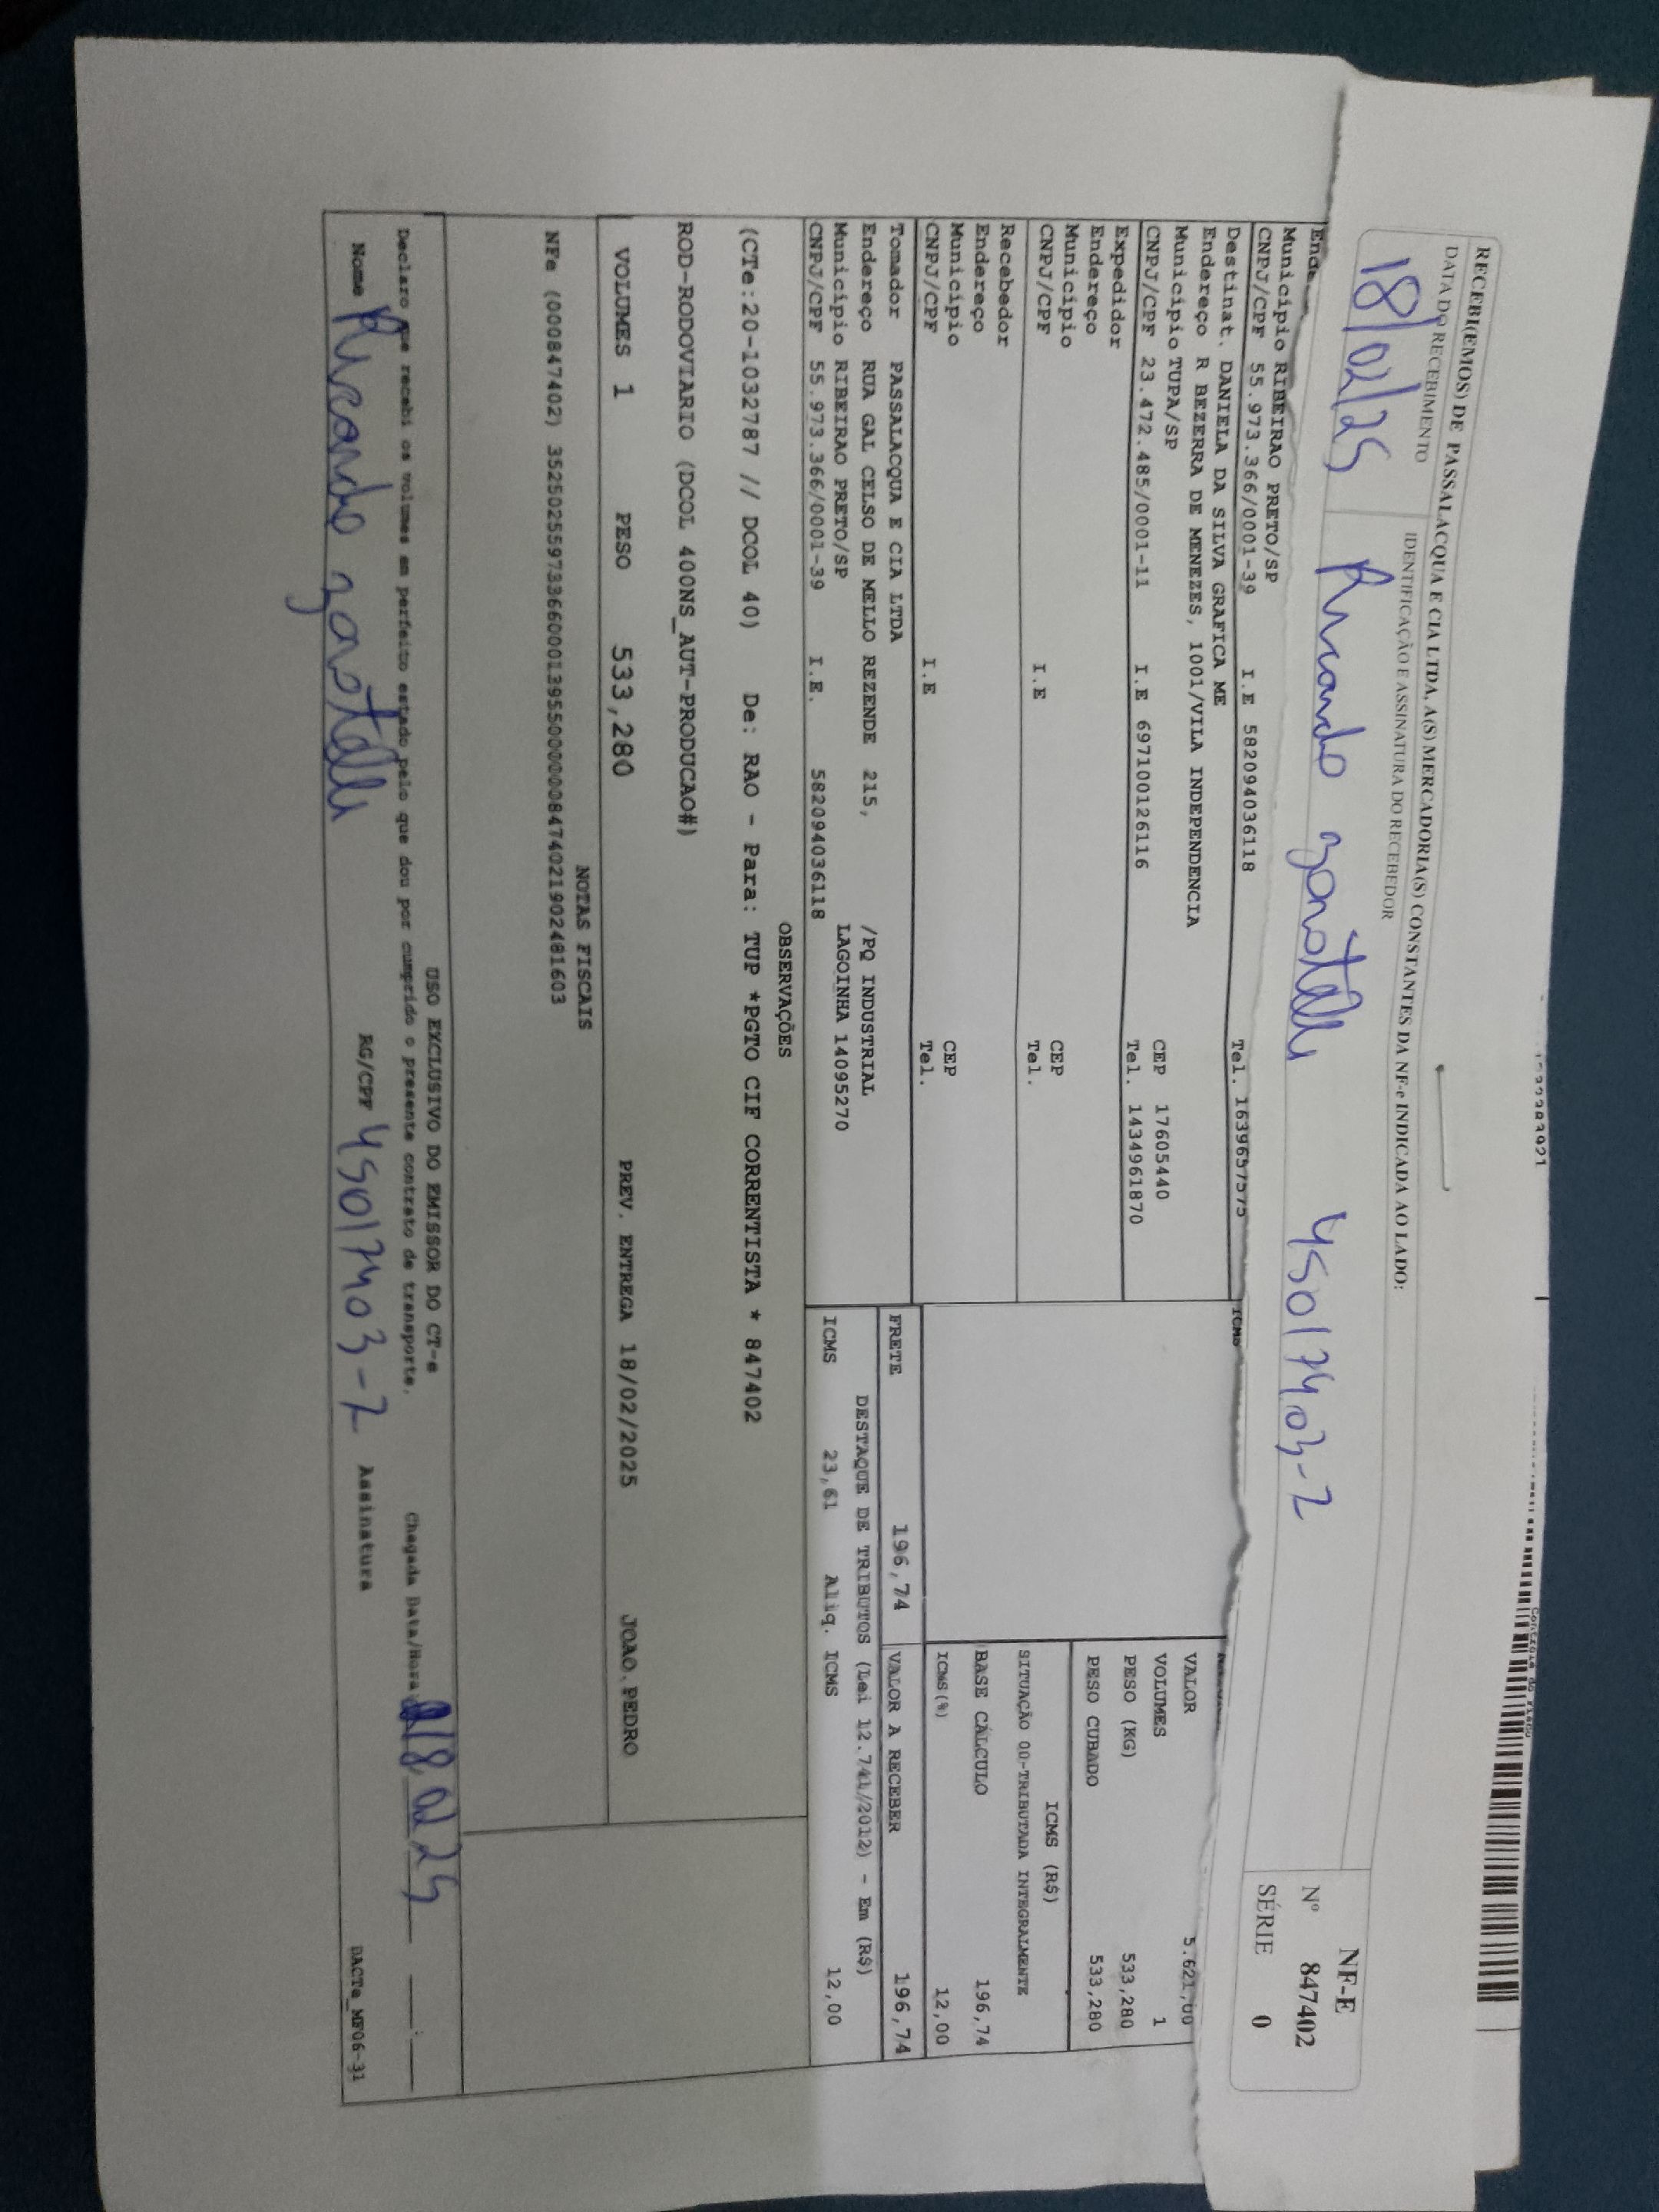 RECEBI(EMOS) DE PASSALACQUA E CIA LTDA, A(S) MERCADORIA(S) CONSTANTES DA NF-e INDICADA AO LADO:
DATA DO RECEBIMENTO
IDENTIFICAÇÃO E ASSINATURA DO RECEBEDOR
18/02/25
45017403-2
NF-E
Nº 847402
SÉRIE 0
Ende
Município RIBEIRAO PRETO/SP
CNPJ/CPF 55.973.366/0001-39 I.E 582094036118 Tel. 1639657575
ICMS
Destinat. DANIELA DA SILVA GRAFICA ME
Endereço R BEZERRA DE MENEZES, 1001/VILA INDEPENDENCIA
Município TUPA/SP CEP 17605440
CNPJ/CPF 23.472.485/0001-11 I.E 697100126116 Tel. 1434961870
Expedidor
Endereço
Município CEP
CNPJ/CPF I.E Tel.
Recebedor
Endereço
Município CEP
CNPJ/CPF I.E Tel.
VALOR 5.621,00
VOLUMES 1
PESO (KG) 533,280
PESO CUBADO 533,280
ICMS (R$)
SITUAÇÃO 00-TRIBUTADA INTEGRALMENTE
BASE CÁLCULO 196,74
ICMS(%) 12,00
Tomador PASSALACQUA E CIA LTDA
Endereço RUA GAL CELSO DE MELLO REZENDE 215, /PQ INDUSTRIAL
Município RIBEIRAO PRETO/SP LAGOINHA 14095270
CNPJ/CPF 55.973.366/0001-39 I.E. 582094036118
FRETE 196,74 VALOR A RECEBER 196,74
DESTAQUE DE TRIBUTOS (Lei 12.741/2012) - Em (R$)
ICMS 23,61 Aliq. ICMS 12,00
OBSERVAÇÕES
(CTe:20-1032787 // DCOL 40) De: RAO - Para: TUP *PGTO CIF CORRENTISTA * 847402
ROD-RODOVIARIO (DCOL 400NS_AUT-PRODUCAO#)
VOLUMES 1 PESO 533,280 PREV. ENTREGA 18/02/2025 JOAO.PEDRO
NOTAS FISCAIS
NFe (000847402) 35250255973366000139550000008474021902481603
USO EXCLUSIVO DO EMISSOR DO CT-e
Declaro que recebi os volumes em perfeito estado pelo que dou por cumprido o presente contrato de transporte. Chegada Data/Hora 18 02 25
Nome RG/CPF 45017403-2 Assinatura DACTe_MF06-31